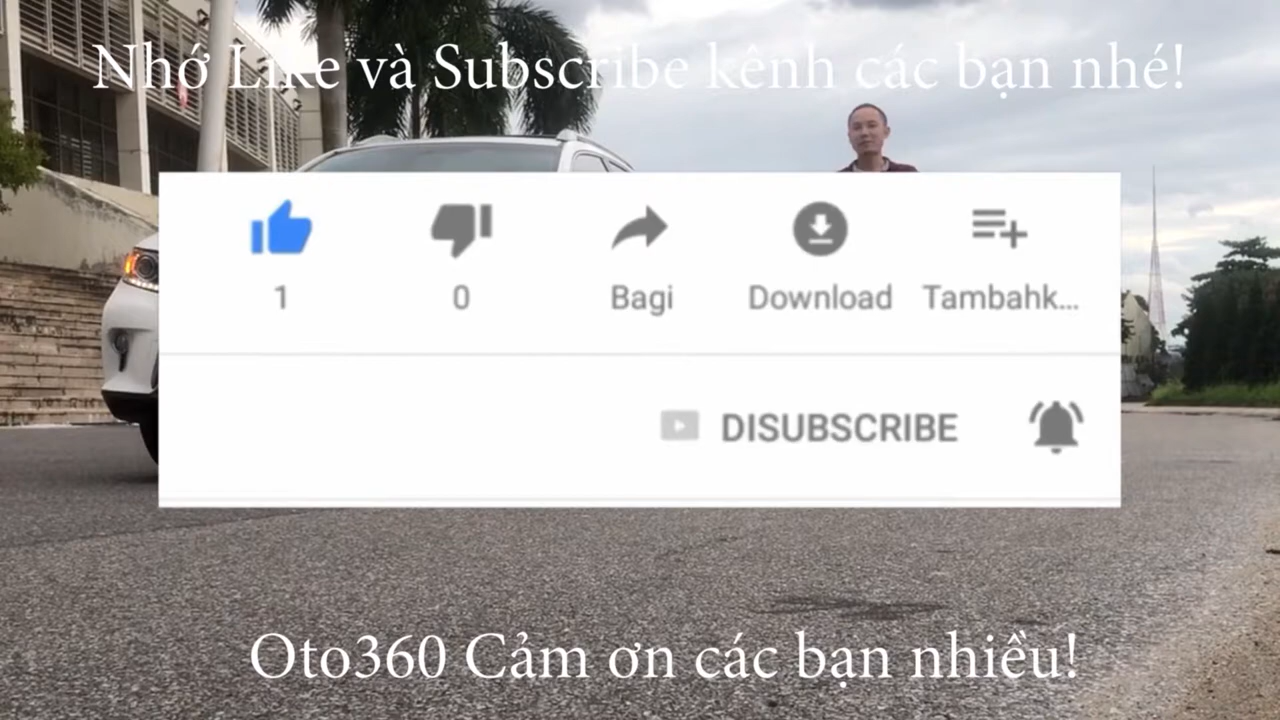 Nhớ Like và Subscribe kênh các bạn nhé!
1 0 Bagi Download Tambahk...
DISUBSCRIBE
Oto360 Cảm ơn các bạn nhiều!